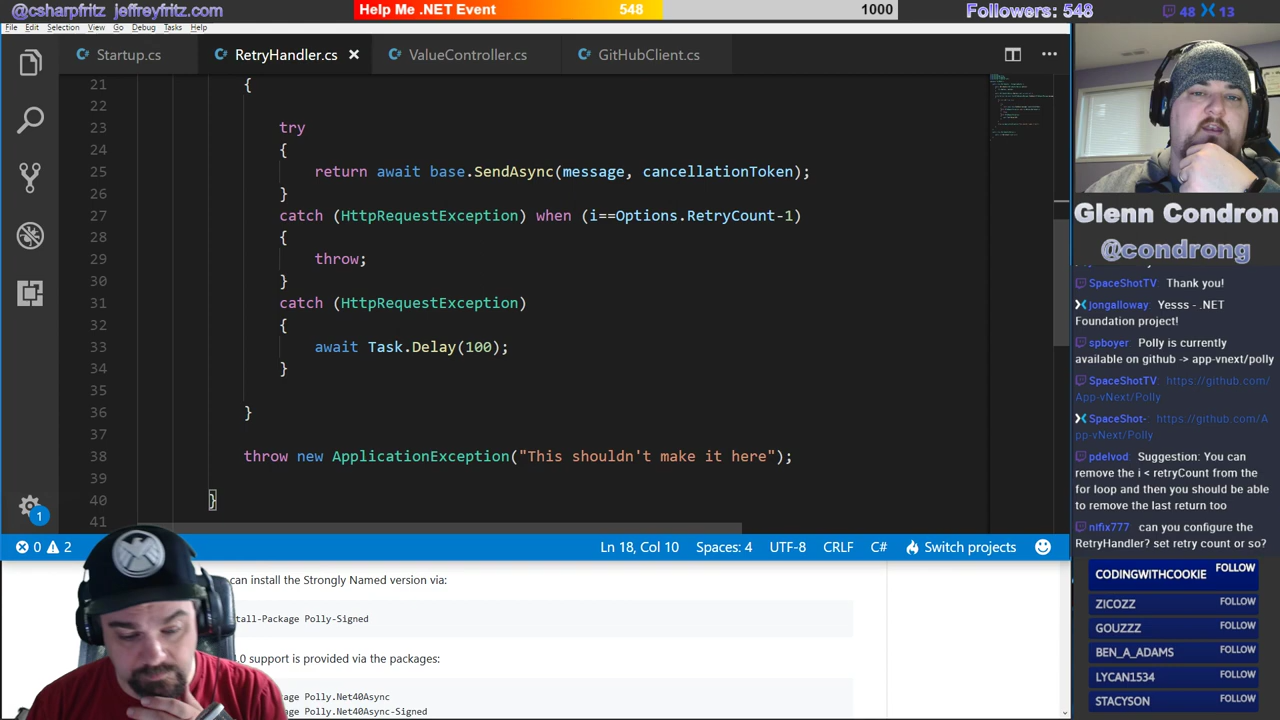 @csharpfritz jeffreyfritz.com
Help Me .NET Event
548
1000
Followers: 548
48
13
File Edit Selection View Go Debug Tasks Help
Startup.cs
RetryHandler.cs
ValueController.cs
GitHubClient.cs
21 {
22
23 try
24 {
25 return await base.SendAsync(message, cancellationToken);
26 }
27 catch (HttpRequestException) when (i==Options.RetryCount-1)
28 {
29 throw;
30 }
31 catch (HttpRequestException)
32 {
33 await Task.Delay(100);
34 }
35
36 }
37
38 throw new ApplicationException("This shouldn't make it here");
39
40 }
41
1
0 2
Ln 18, Col 10
Spaces: 4
UTF-8
CRLF
C#
Switch projects
can install the Strongly Named version via:
tall-Package Polly-Signed
.0 support is provided via the packages:
age Polly.Net40Async
age Polly.Net40Async-Signed
Glenn Condron
@condrong
SpaceShotTV Thank you!
jongalloway Yesss - .NET
Foundation project!
spboyer Polly is currently
available on github -> app-vnext/polly
SpaceShotTV https://github.com/
App-vNext/Polly
SpaceShot- https://github.com/A
pp-vNext/Polly
pdelvod Suggestion: You can
remove the i < retryCount from the
for loop and then you should be able
to remove the last return too
nifix777 can you configure the
RetryHandler? set retry count or so?
CODINGWITHCOOKIE FOLLOW
ZICOZZ FOLLOW
GOUZZZ FOLLOW
BEN_A_ADAMS FOLLOW
LYCAN1534 FOLLOW
STACYSON FOLLOW